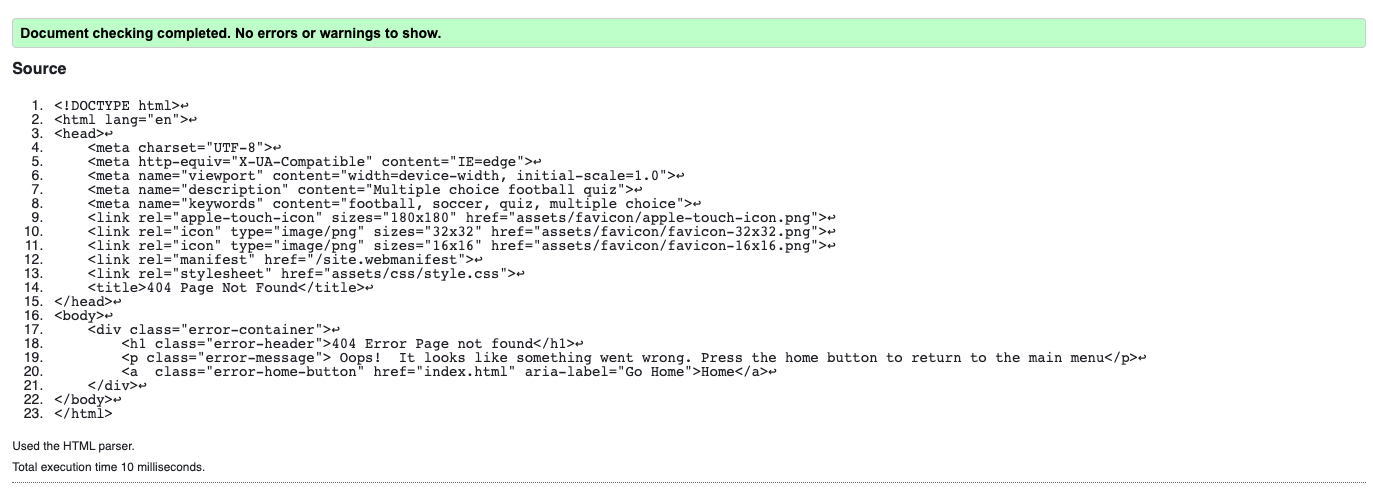 Document checking completed. No errors or warnings to show.
Source
1. <!DOCTYPE html>↩
2. <html lang="en">↩
3. <head>↩
4.     <meta charset="UTF-8">↩
5.     <meta http-equiv="X-UA-Compatible" content="IE=edge">↩
6.     <meta name="viewport" content="width=device-width, initial-scale=1.0">↩
7.     <meta name="description" content="Multiple choice football quiz">↩
8.     <meta name="keywords" content="football, soccer, quiz, multiple choice">↩
9.     <link rel="apple-touch-icon" sizes="180x180" href="assets/favicon/apple-touch-icon.png">↩
10.     <link rel="icon" type="image/png" sizes="32x32" href="assets/favicon/favicon-32x32.png">↩
11.     <link rel="icon" type="image/png" sizes="16x16" href="assets/favicon/favicon-16x16.png">↩
12.     <link rel="manifest" href="/site.webmanifest">↩
13.     <link rel="stylesheet" href="assets/css/style.css">↩
14.     <title>404 Page Not Found</title>↩
15. </head>↩
16. <body>↩
17.     <div class="error-container">↩
18.         <h1 class="error-header">404 Error Page not found</h1>↩
19.         <p class="error-message"> Oops!  It looks like something went wrong. Press the home button to return to the main menu</p>↩
20.         <a  class="error-home-button" href="index.html" aria-label="Go Home">Home</a>↩
21.     </div>↩
22. </body>↩
23. </html>
Used the HTML parser.
Total execution time 10 milliseconds.